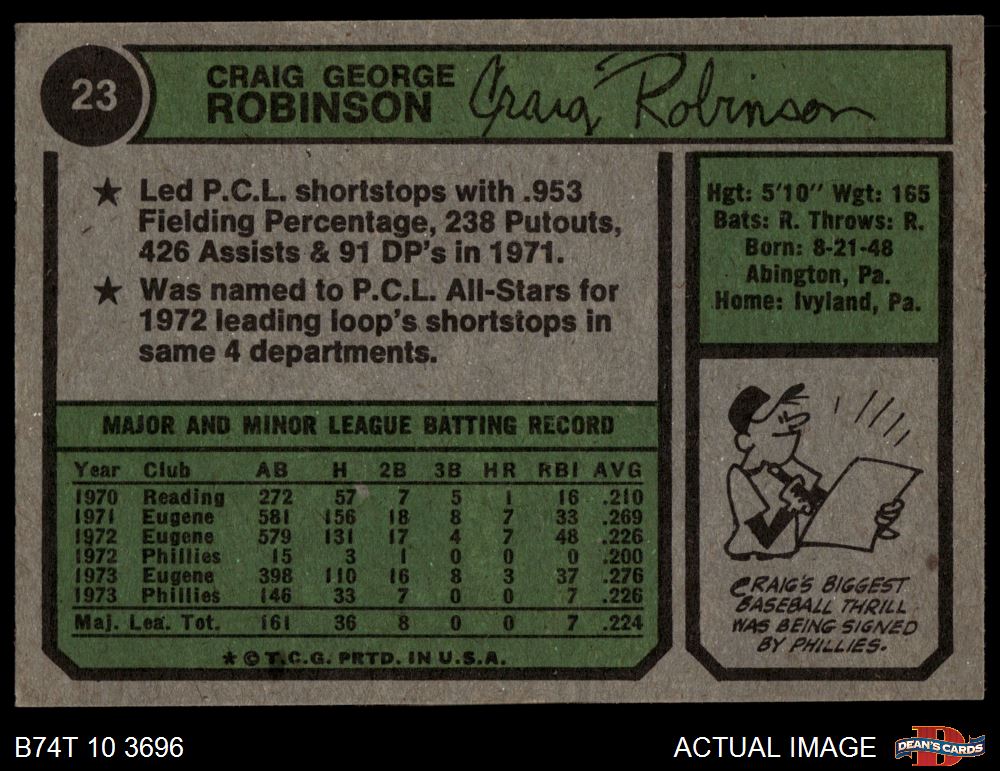 23
CRAIG GEORGE
ROBINSON
Craig Robinson
★ Led P.C.L. shortstops with .953
Fielding Percentage, 238 Putouts,
426 Assists & 91 DP's in 1971.
★ Was named to P.C.L. All-Stars for
1972 leading loop's shortstops in
same 4 departments.
Hgt: 5'10" Wgt: 165
Bats: R. Throws: R.
Born: 8-21-48
Abington, Pa.
Home: Ivyland, Pa.
MAJOR AND MINOR LEAGUE BATTING RECORD
Year Club AB H 2B 3B HR RBI AVG
1970 Reading 272 57 7 5 1 16 .210
1971 Eugene 581 156 18 8 7 33 .269
1972 Eugene 579 131 17 4 7 48 .226
1972 Phillies 15 3 1 0 0 0 .200
1973 Eugene 398 110 16 8 3 37 .276
1973 Phillies 146 33 7 0 0 7 .226
Maj. Lea. Tot. 161 36 8 0 0 7 .224
★ © T.C.G. PRTD. IN U.S.A.
CRAIG'S BIGGEST
BASEBALL THRILL
WAS BEING SIGNED
BY PHILLIES.
B74T 10 3696
ACTUAL IMAGE
D
DEAN'S CARDS